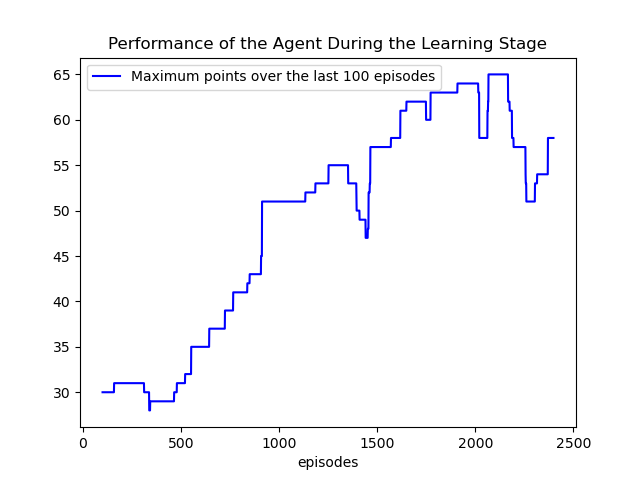 Performance of the Agent During the Learning Stage
Maximum points over the last 100 episodes
65
60
55
50
45
40
35
30
0 500 1000 1500 2000 2500
episodes